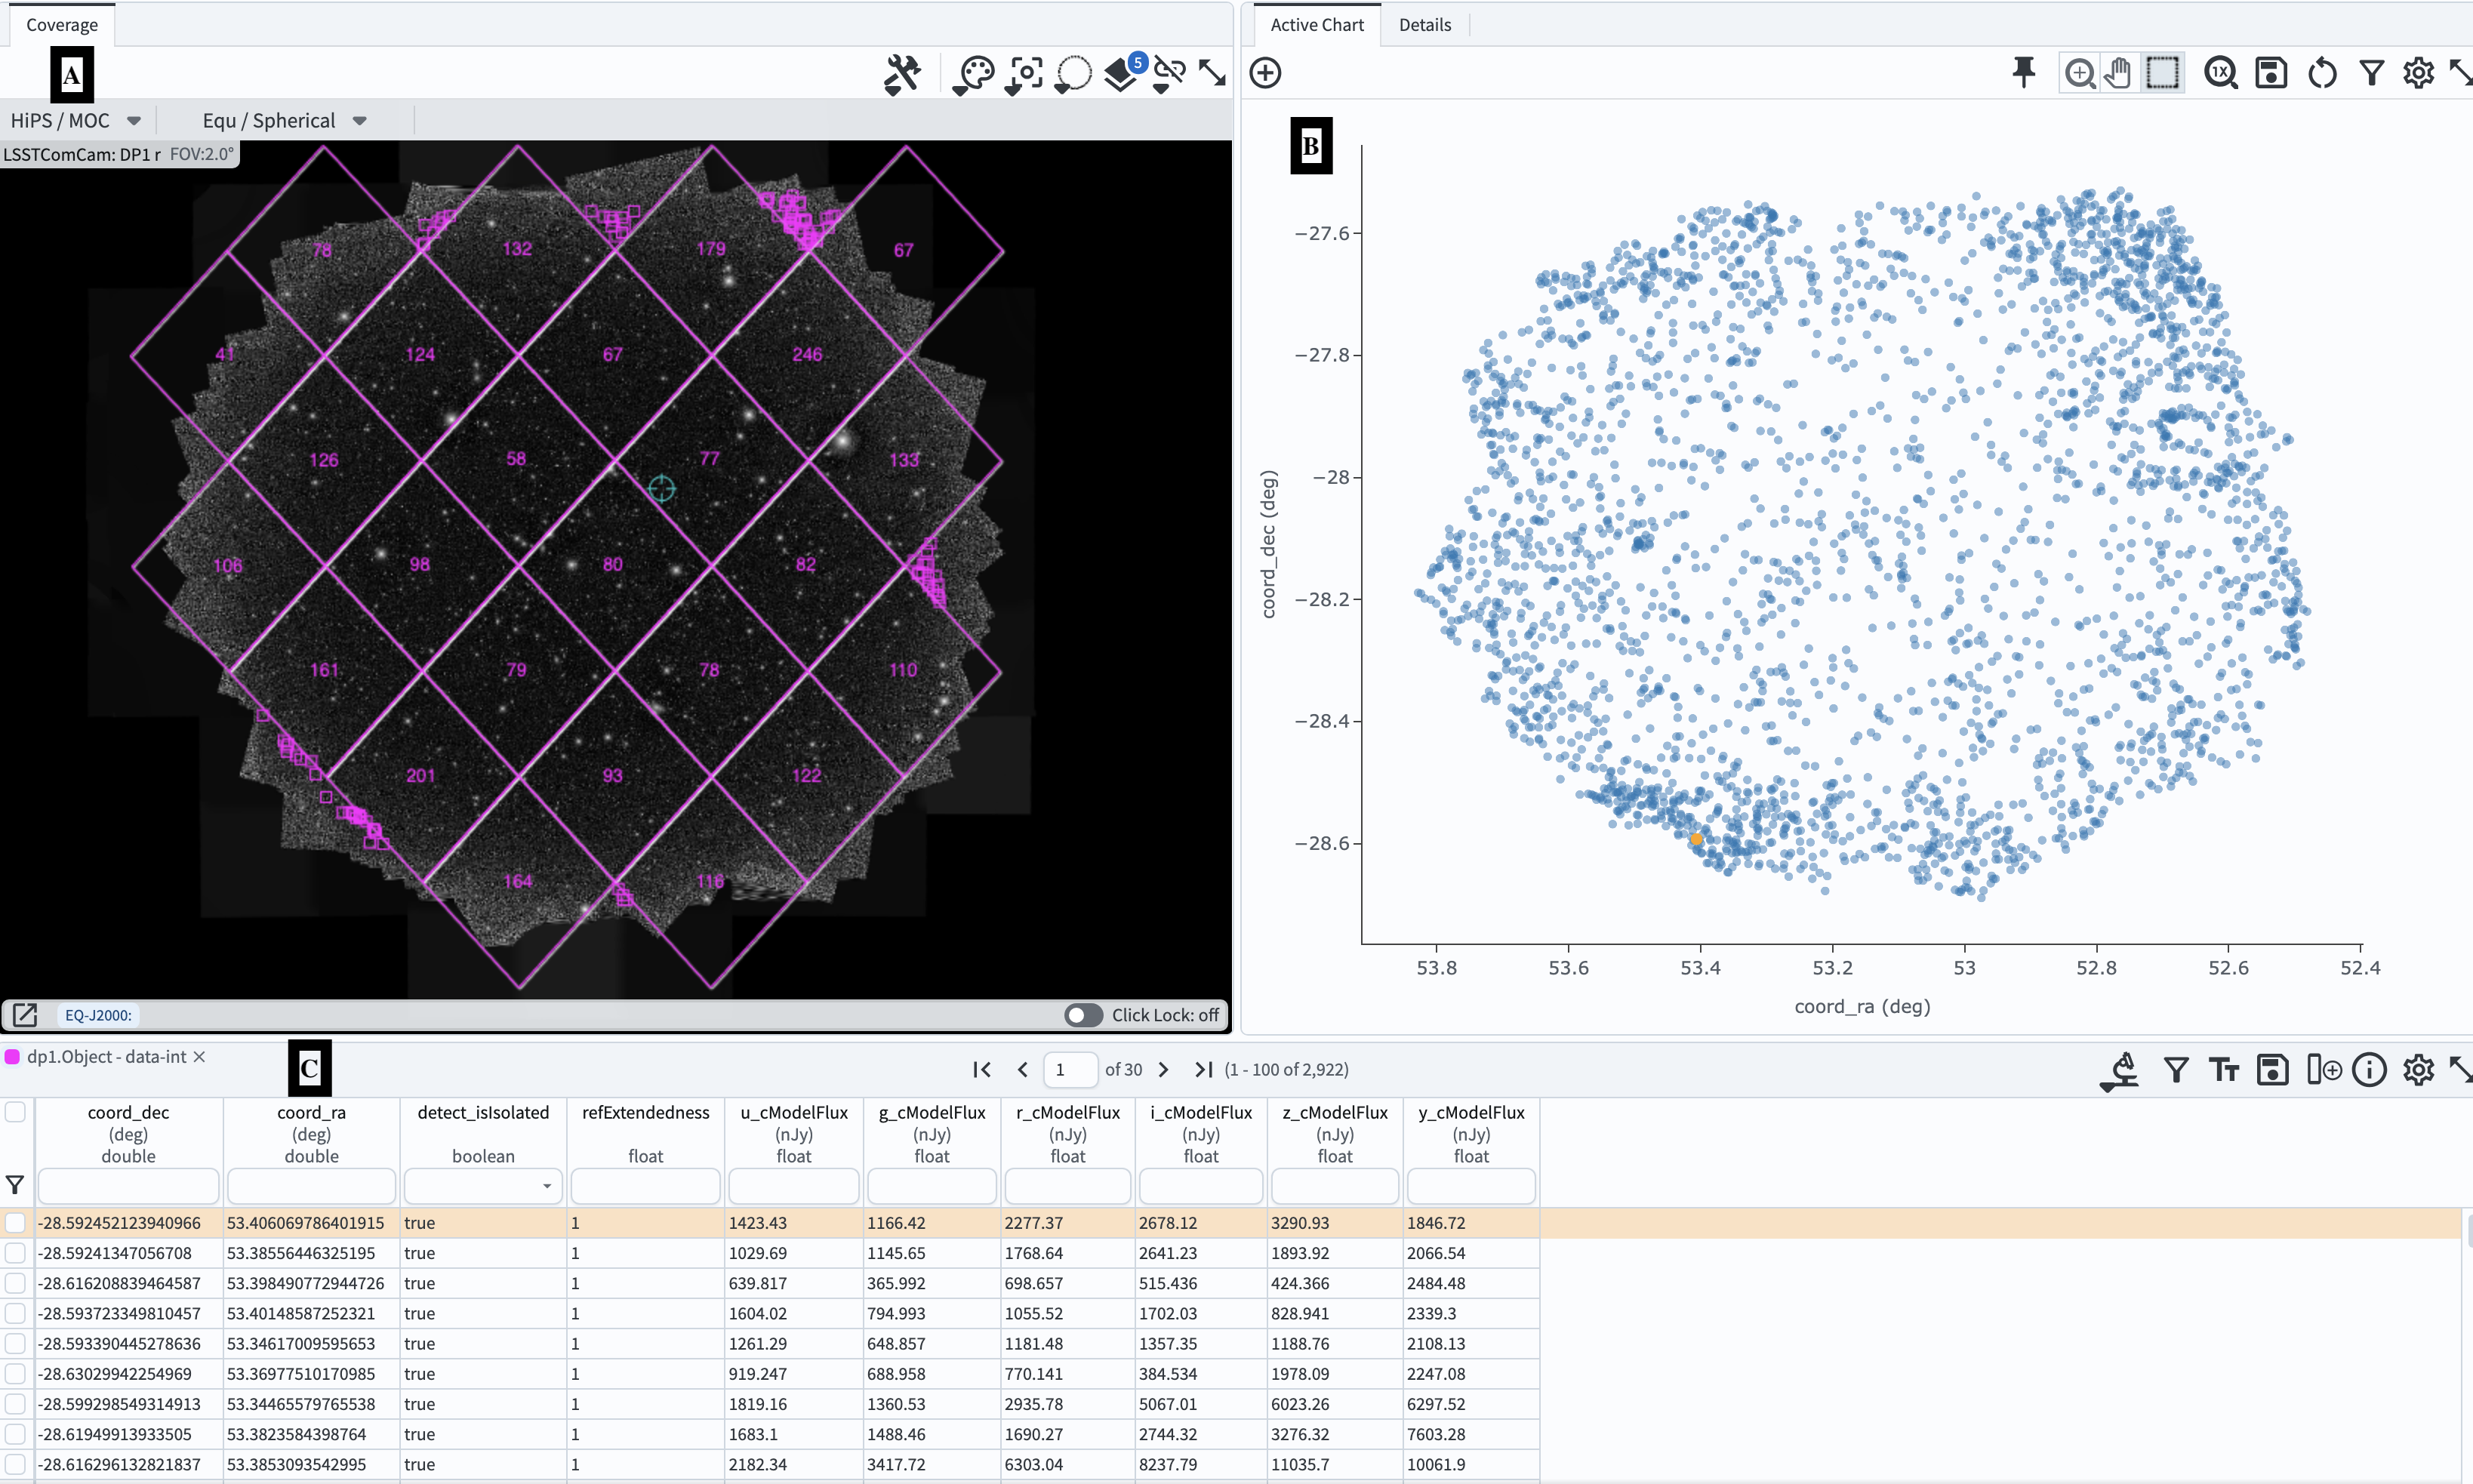 Coverage
A
5
HiPS / MOC
Equ / Spherical
LSSTComCam: DP1 r FOV:2.0°
78 132 179 67
41 124 67 246
126 58 77 133
106 98 80 82
161 79 78 110
201 93 122
164 116
EQ-J2000:
Click Lock: off
Active Chart Details
1X
B
−27.6
−27.8
−28
−28.2
−28.4
−28.6
coord_dec (deg)
53.8 53.6 53.4 53.2 53 52.8 52.6 52.4
coord_ra (deg)
dp1.Object - data-int ×
C
1 of 30 (1 - 100 of 2,922)
coord_dec coord_ra detect_isIsolated refExtendedness u_cModelFlux g_cModelFlux r_cModelFlux i_cModelFlux z_cModelFlux y_cModelFlux
(deg) (deg) (nJy) (nJy) (nJy) (nJy) (nJy) (nJy)
double double boolean float float float float float float float
-28.592452123940966 53.406069786401915 true 1 1423.43 1166.42 2277.37 2678.12 3290.93 1846.72
-28.59241347056708 53.38556446325195 true 1 1029.69 1145.65 1768.64 2641.23 1893.92 2066.54
-28.616208839464587 53.398490772944726 true 1 639.817 365.992 698.657 515.436 424.366 2484.48
-28.593723349810457 53.40148587252321 true 1 1604.02 794.993 1055.52 1702.03 828.941 2339.3
-28.593390445278636 53.34617009595653 true 1 1261.29 648.857 1181.48 1357.35 1188.76 2108.13
-28.63029942254969 53.36977510170985 true 1 919.247 688.958 770.141 384.534 1978.09 2247.08
-28.599298549314913 53.34465579765538 true 1 1819.16 1360.53 2935.78 5067.01 6023.26 6297.52
-28.61949913933505 53.3823584398764 true 1 1683.1 1488.46 1690.27 2744.32 3276.32 7603.28
-28.616296132821837 53.3853093542995 true 1 2182.34 3417.72 6303.04 8237.79 11035.7 10061.9